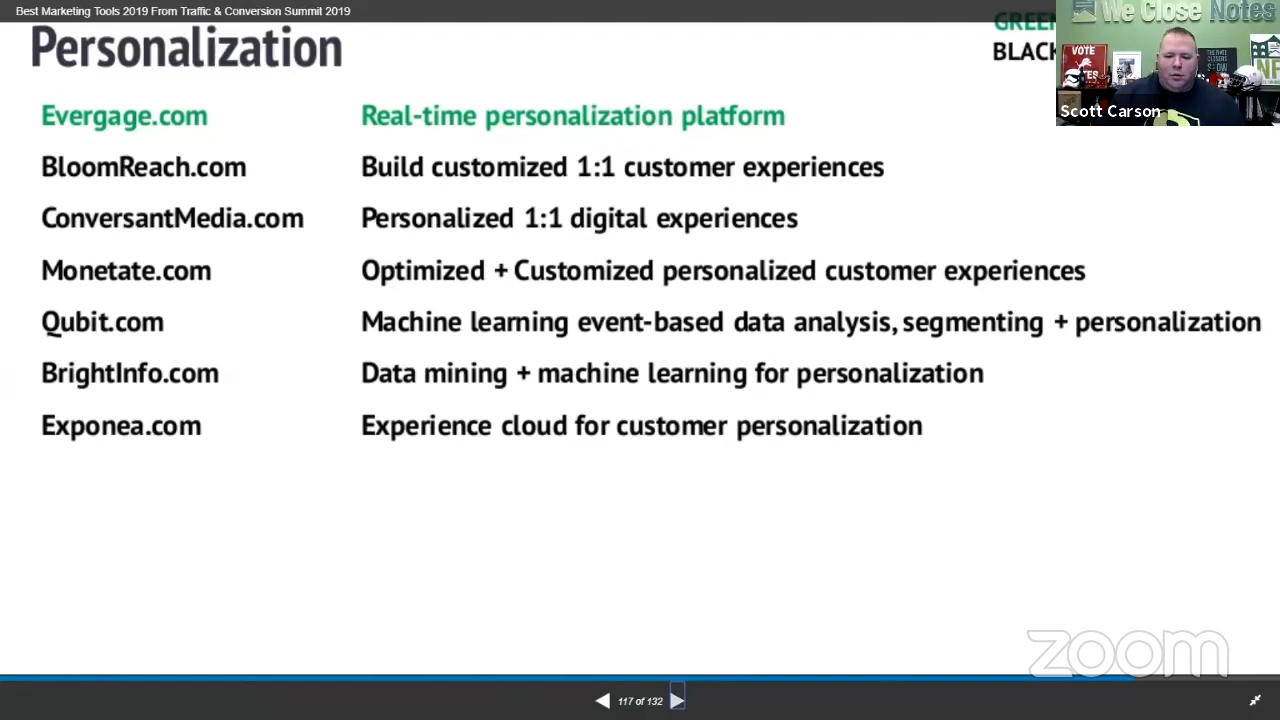 Best Marketing Tools 2019 From Traffic & Conversion Summit 2019
Personalization
GREEN
BLACK
We Close Notes
VOTE
Scott Carson
Evergage.com Real-time personalization platform
BloomReach.com Build customized 1:1 customer experiences
ConversantMedia.com Personalized 1:1 digital experiences
Monetate.com Optimized + Customized personalized customer experiences
Qubit.com Machine learning event-based data analysis, segmenting + personalization
BrightInfo.com Data mining + machine learning for personalization
Exponea.com Experience cloud for customer personalization
zoom
117 of 132